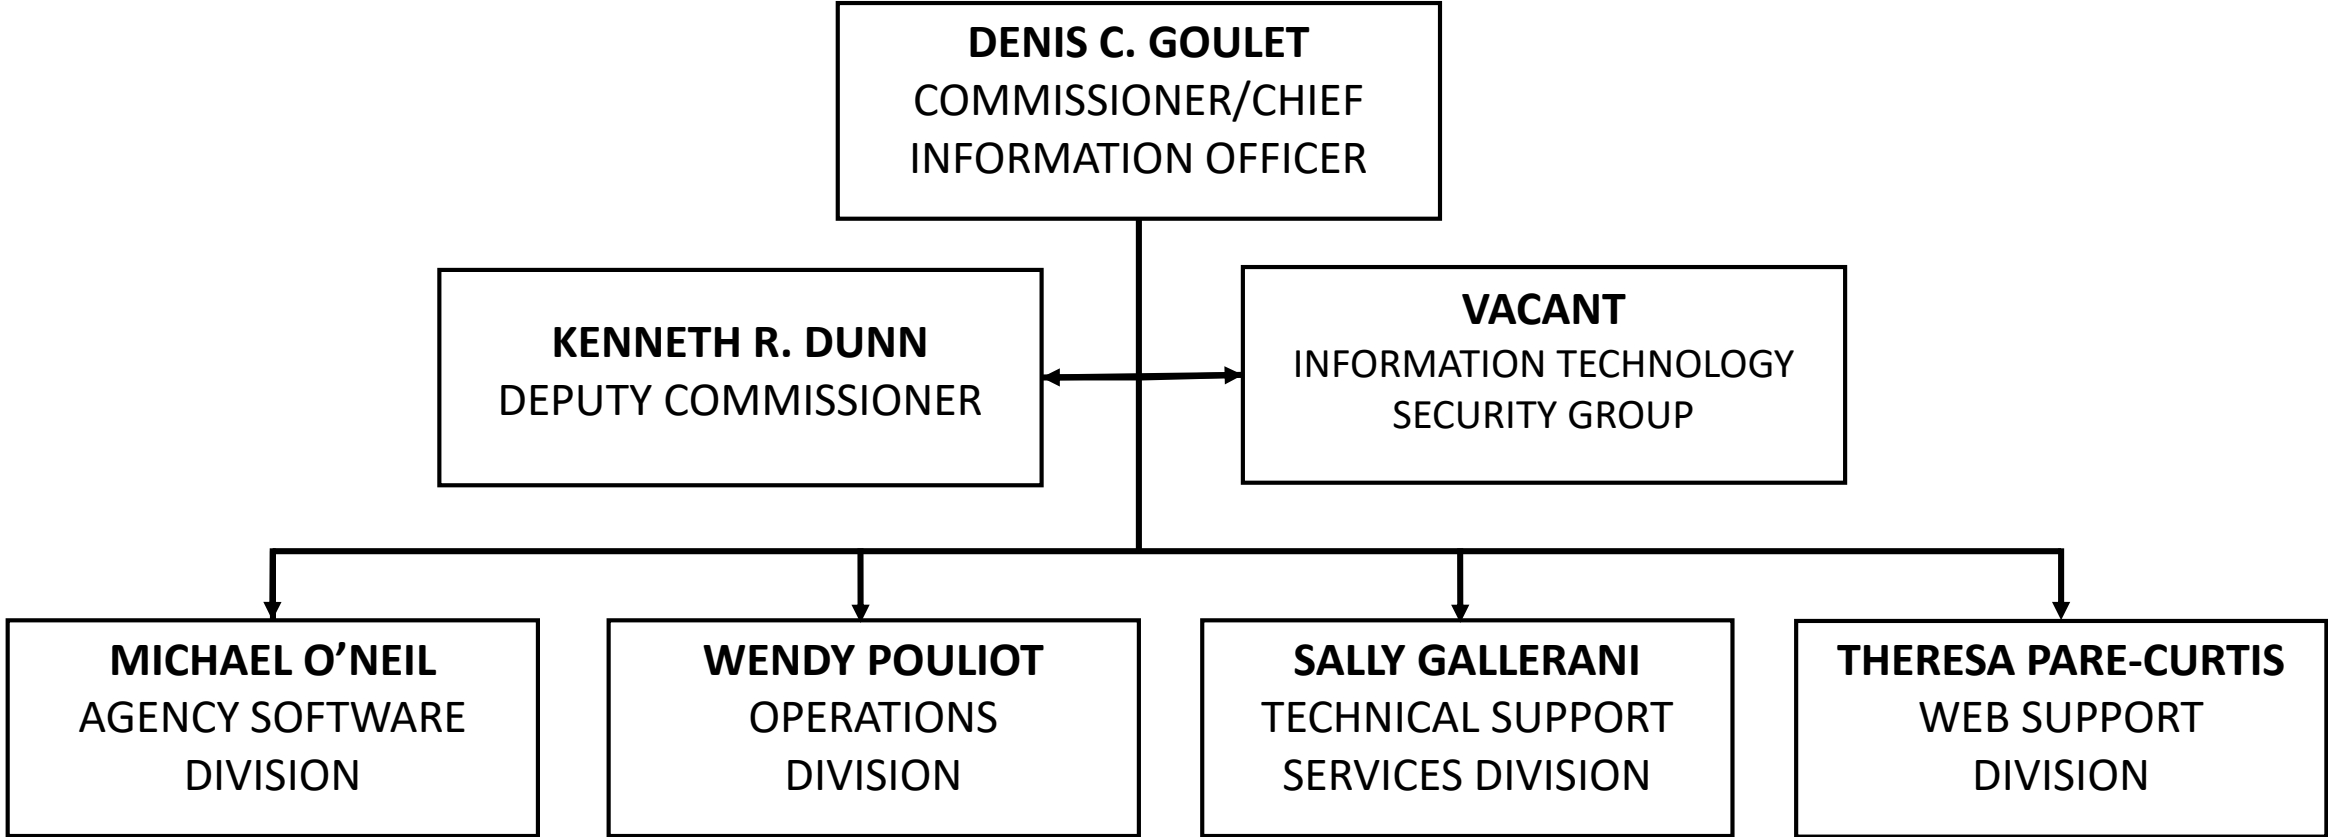 DENIS C. GOULET
COMMISSIONER/CHIEF
INFORMATION OFFICER
KENNETH R. DUNN
DEPUTY COMMISSIONER
VACANT
INFORMATION TECHNOLOGY
SECURITY GROUP
MICHAEL O’NEIL
AGENCY SOFTWARE
DIVISION
WENDY POULIOT
OPERATIONS
DIVISION
SALLY GALLERANI
TECHNICAL SUPPORT
SERVICES DIVISION
THERESA PARE-CURTIS
WEB SUPPORT
DIVISION